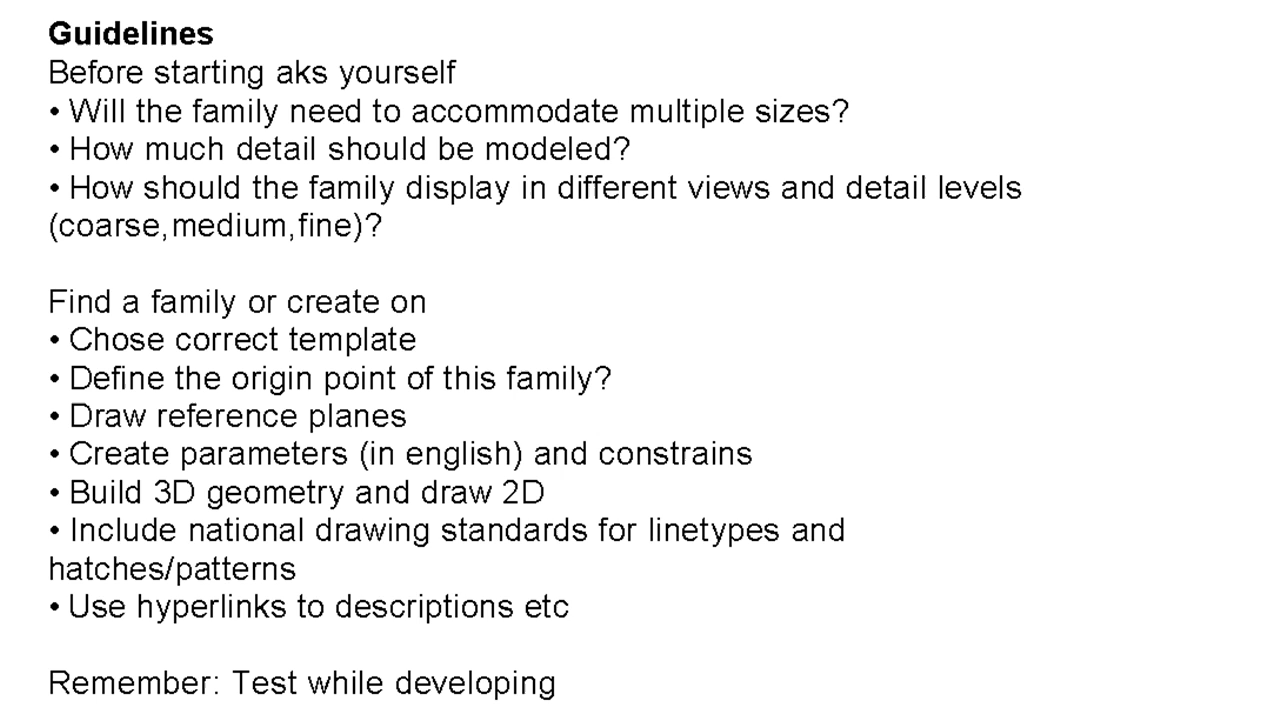 Guidelines
Before starting aks yourself
• Will the family need to accommodate multiple sizes?
• How much detail should be modeled?
• How should the family display in different views and detail levels
(coarse,medium,fine)?
Find a family or create on
• Chose correct template
• Define the origin point of this family?
• Draw reference planes
• Create parameters (in english) and constrains
• Build 3D geometry and draw 2D
• Include national drawing standards for linetypes and
hatches/patterns
• Use hyperlinks to descriptions etc
Remember: Test while developing